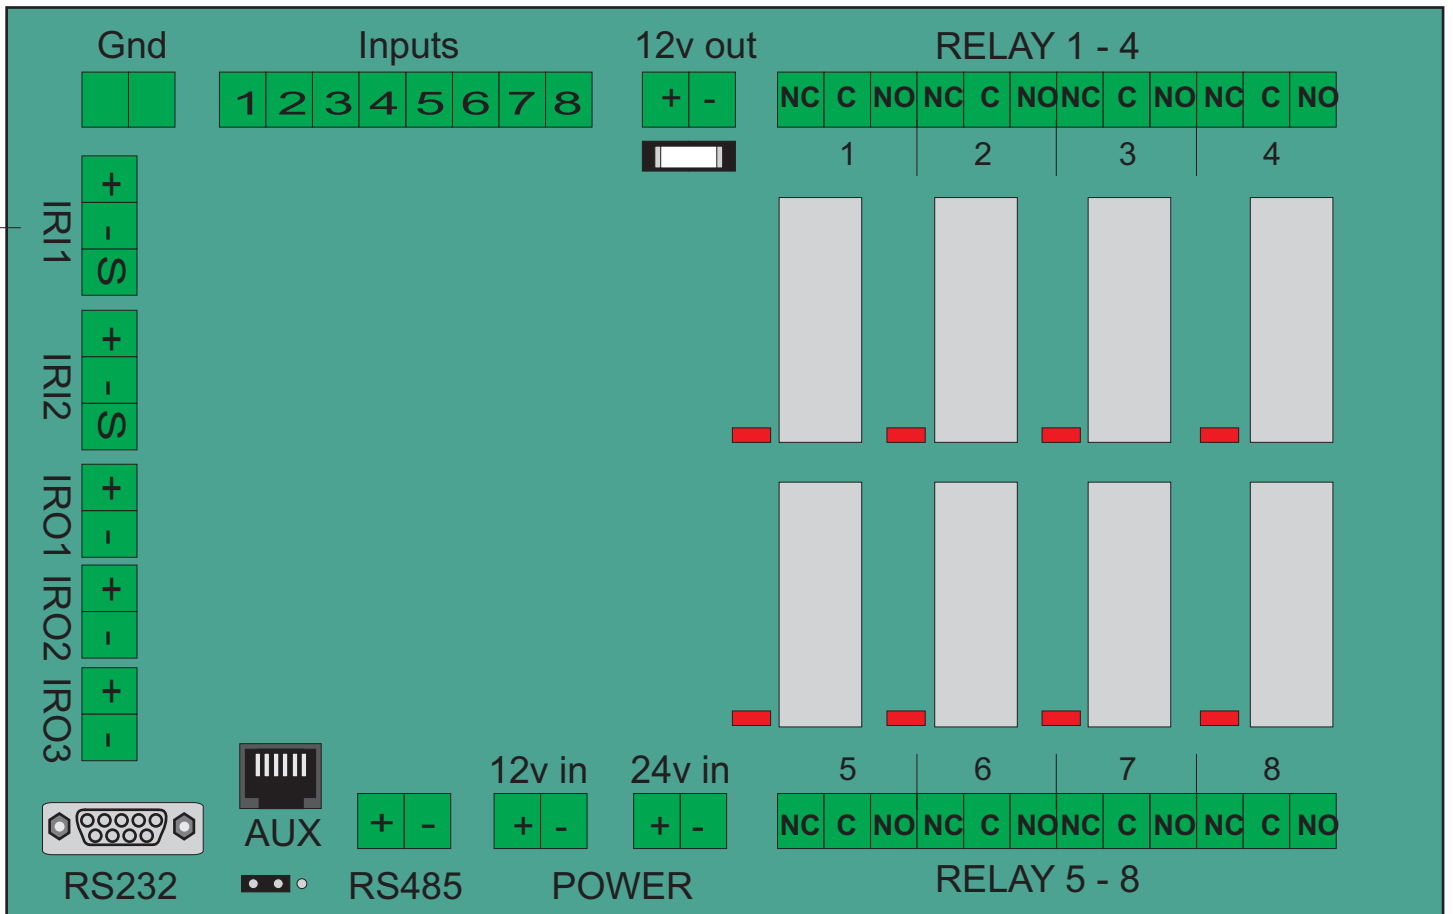 Gnd Inputs 12v out RELAY 1 - 4
1 2 3 4 5 6 7 8 + - NC C NO NC C NO NC C NO NC C NO
1 2 3 4
IRI1 + - S
IRI2 + - S
IRO1 + -
IRO2 + -
IRO3 + -
12v in 24v in 5 6 7 8
AUX + - + - + - NC C NO NC C NO NC C NO NC C NO
RS232 RS485 POWER RELAY 5 - 8